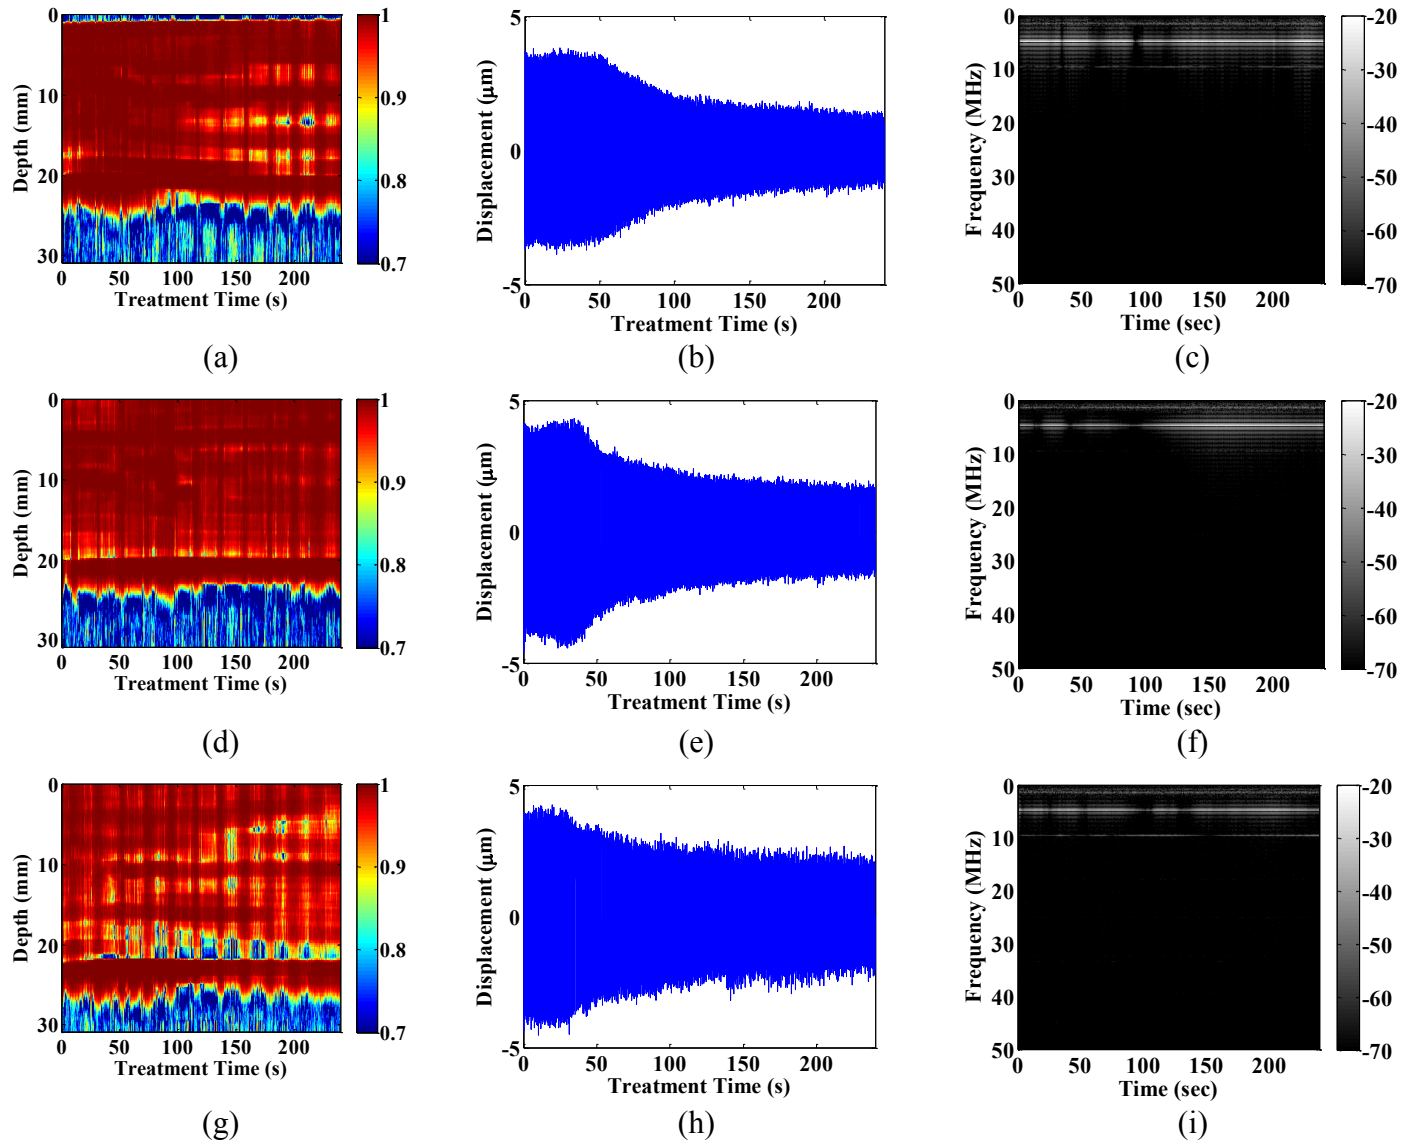 0
10
20
30
Depth (mm)
0 50 100 150 200
Treatment Time (s)
1
0.9
0.8
0.7
(a)
5
0
-5
Displacement (μm)
0 50 100 150 200
Treatment Time (s)
(b)
0
10
20
30
40
50
Frequency (MHz)
0 50 100 150 200
Time (sec)
-20
-30
-40
-50
-60
-70
(c)
0
10
20
30
Depth (mm)
0 50 100 150 200
Treatment Time (s)
1
0.9
0.8
0.7
(d)
5
0
-5
Displacement (μm)
0 50 100 150 200
Treatment Time (s)
(e)
0
10
20
30
40
50
Frequency (MHz)
0 50 100 150 200
Time (sec)
-20
-30
-40
-50
-60
-70
(f)
0
10
20
30
Depth (mm)
0 50 100 150 200
Treatment Time (s)
1
0.9
0.8
0.7
(g)
5
0
-5
Displacement (μm)
0 50 100 150 200
Treatment Time (s)
(h)
0
10
20
30
40
50
Frequency (MHz)
0 50 100 150 200
Time (sec)
-20
-30
-40
-50
-60
-70
(i)